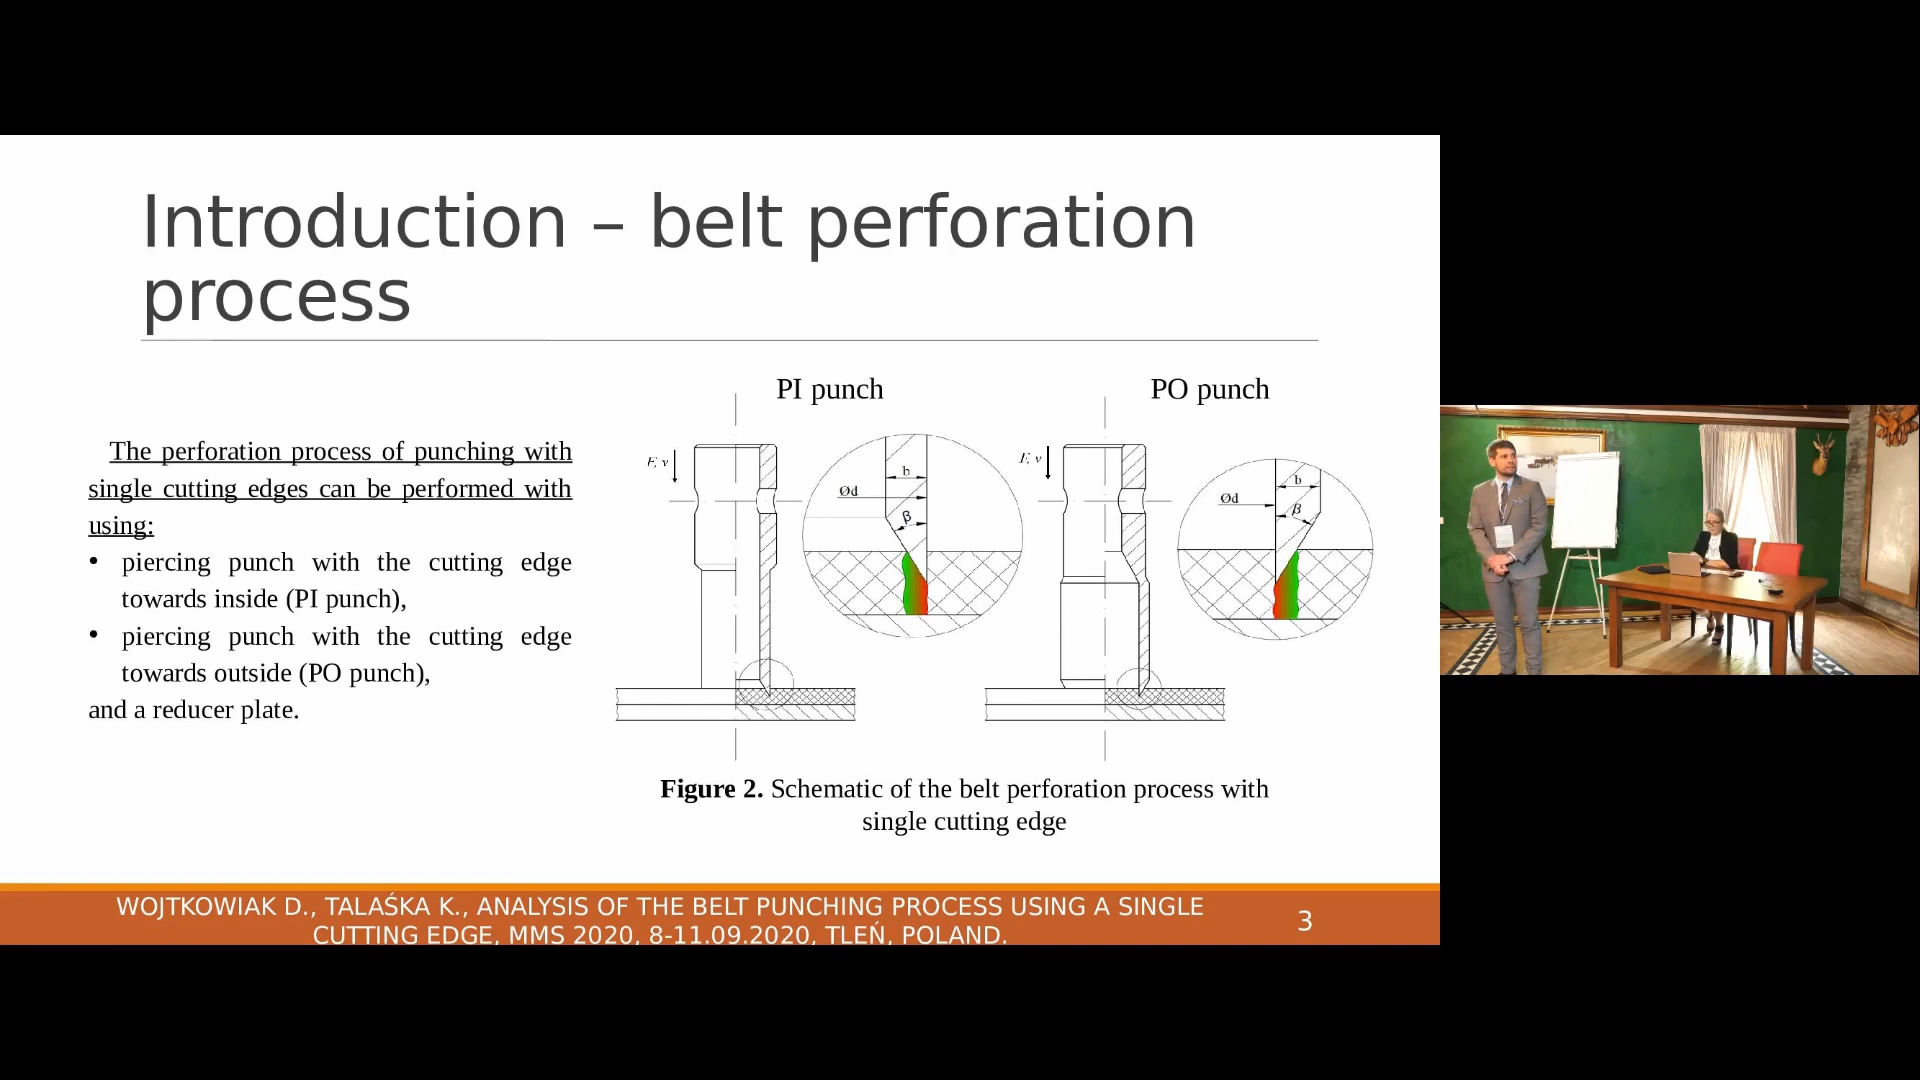 Introduction – belt perforation
process
The perforation process of punching with
single cutting edges can be performed with
using:
• piercing punch with the cutting edge
towards inside (PI punch),
• piercing punch with the cutting edge
towards outside (PO punch),
and a reducer plate.
PI punch
PO punch
F, v
Ød
b
β
F, v
Ød
b
β
Figure 2. Schematic of the belt perforation process with
single cutting edge
WOJTKOWIAK D., TALAŚKA K., ANALYSIS OF THE BELT PUNCHING PROCESS USING A SINGLE
CUTTING EDGE, MMS 2020, 8-11.09.2020, TLEŃ, POLAND.
3